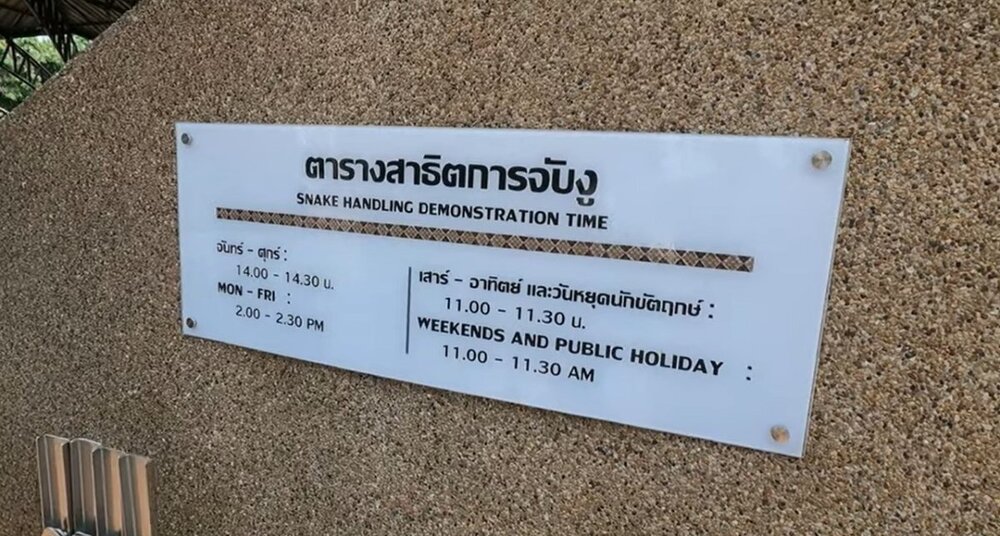 ตารางสาธิตการจับงู
SNAKE HANDLING DEMONSTRATION TIME
จันทร์ - ศุกร์ :
14.00 - 14.30 น.
MON - FRI :
2.00 - 2.30 PM
เสาร์ - อาทิตย์ และวันหยุดนักขัตฤกษ์ :
11.00 - 11.30 น.
WEEKENDS AND PUBLIC HOLIDAY :
11.00 - 11.30 AM